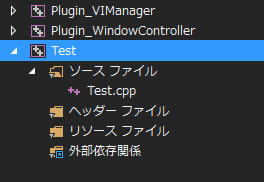 Plugin_VIManager
Plugin_WindowController
Test
ソース ファイル
Test.cpp
ヘッダー ファイル
リソース ファイル
外部依存関係